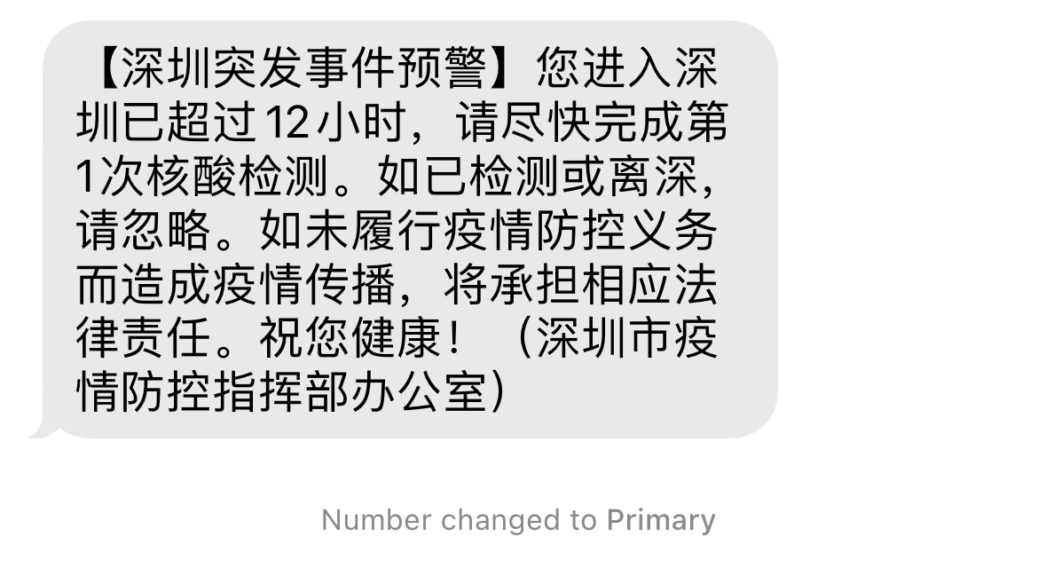 【深圳突发事件预警】您进入深
圳已超过12小时，请尽快完成第
1次核酸检测。如已检测或离深，
请忽略。如未履行疫情防控义务
而造成疫情传播，将承担相应法
律责任。祝您健康！（深圳市疫
情防控指挥部办公室）
Number changed to Primary